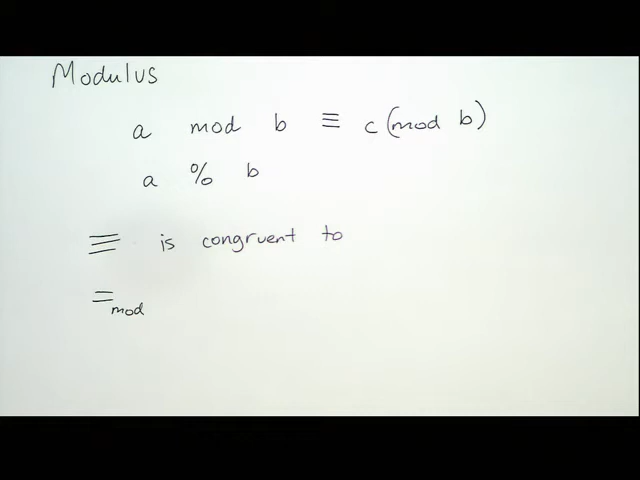 Modulus
a mod b ≡ c (mod b)
a % b
≡ is congruent to
=mod